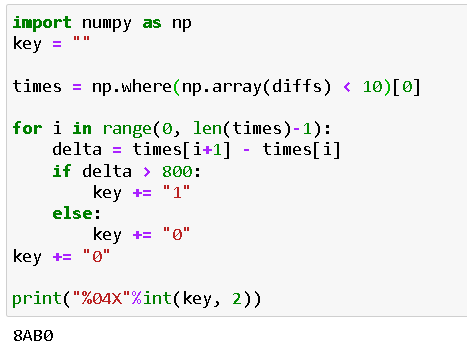 import numpy as np
key = ""

times = np.where(np.array(diffs) < 10)[0]

for i in range(0, len(times)-1):
    delta = times[i+1] - times[i]
    if delta > 800:
        key += "1"
    else:
        key += "0"
key += "0"

print("%04X"%int(key, 2))
8AB0